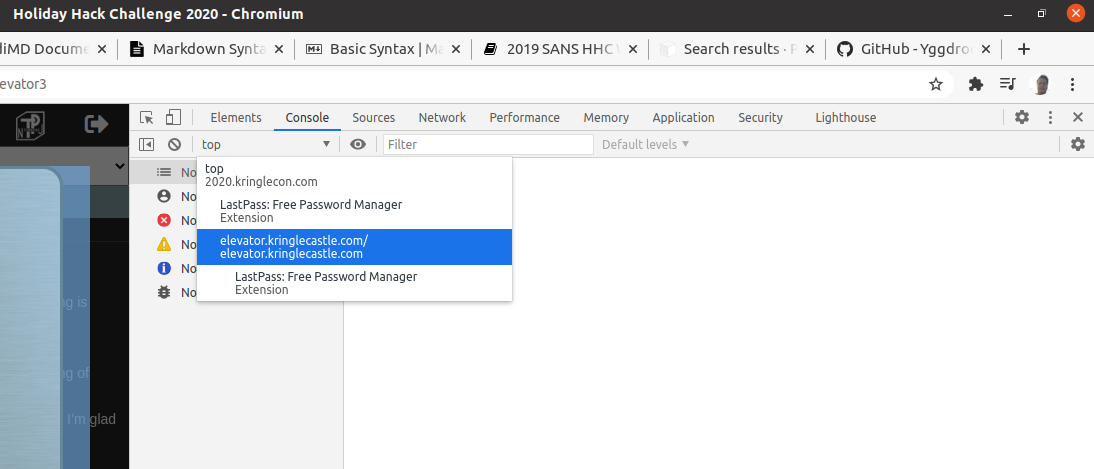 Holiday Hack Challenge 2020 - Chromium
diMD Docume
Markdown Synta
Basic Syntax | Ma
2019 SANS HHC W
Search results · P
GitHub - Yggdro
evator3
Elements
Console
Sources
Network
Performance
Memory
Application
Security
Lighthouse
top
Filter
Default levels
top
2020.kringlecon.com
LastPass: Free Password Manager
Extension
elevator.kringlecastle.com/
elevator.kringlecastle.com
LastPass: Free Password Manager
Extension
No
No
No
No
No
No
ng is
ng of
I'm glad